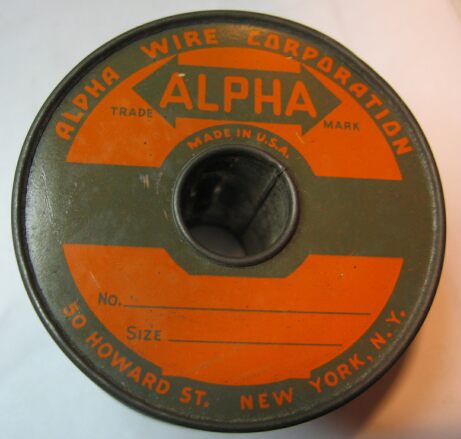 ALPHA WIRE CORPORATION
ALPHA
TRADE MARK
MADE IN U.S.A.
NO.
SIZE
50 HOWARD ST. NEW YORK, N.Y.